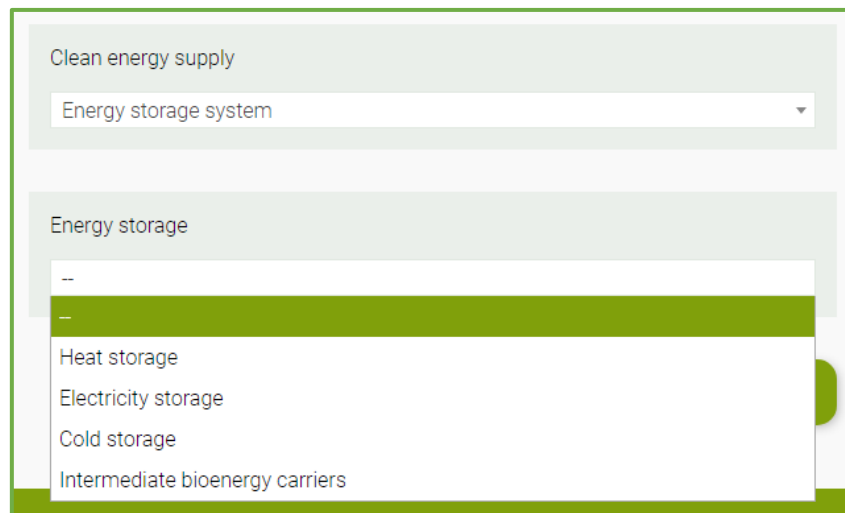 Clean energy supply
Energy storage system
Energy storage
--
--
Heat storage
Electricity storage
Cold storage
Intermediate bioenergy carriers